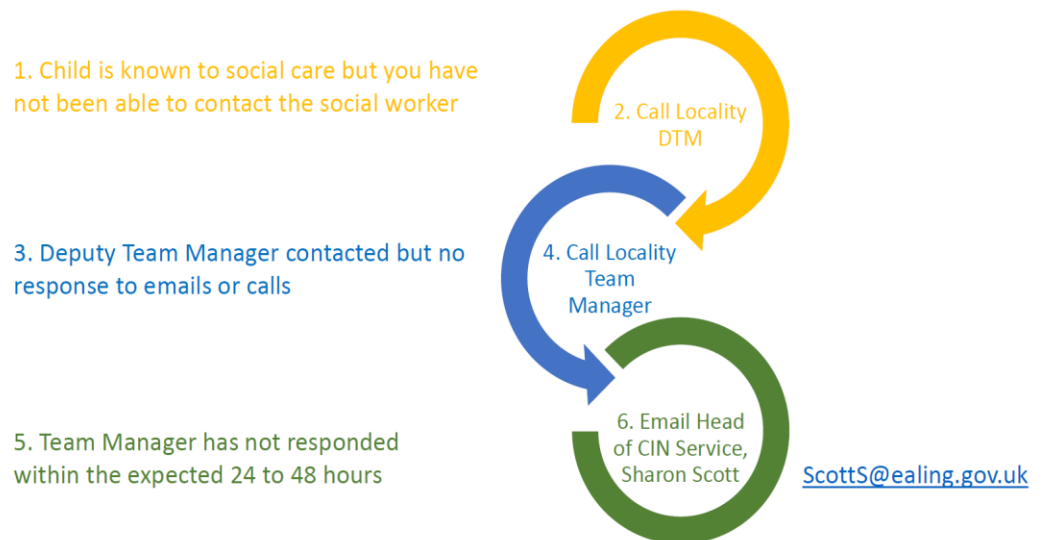 1. Child is known to social care but you have
not been able to contact the social worker
2. Call Locality
DTM
3. Deputy Team Manager contacted but no
response to emails or calls
4. Call Locality
Team
Manager
5. Team Manager has not responded
within the expected 24 to 48 hours
6. Email Head
of CIN Service,
Sharon Scott
ScottS@ealing.gov.uk